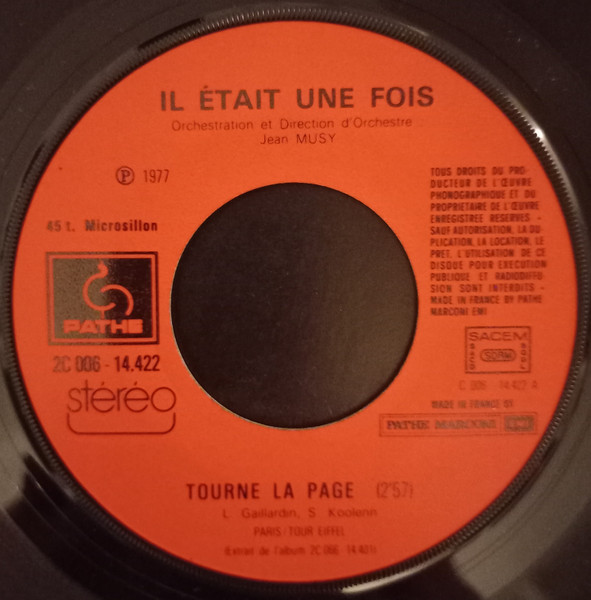 IL ÉTAIT UNE FOIS
Orchestration et Direction d'Orchestre
Jean MUSY
Ⓟ 1977
45 t. Microsillon
PATHE
2C 006 - 14.422
stéréo
TOUS DROITS DU PRO-
DUCTEUR DE L'ŒUVRE
PHONOGRAPHIQUE ET DU
PROPRIETAIRE DE L'ŒUVRE
ENREGISTREE RESERVES -
SAUF AUTORISATION, LA DU-
PLICATION, LA LOCATION, LE
PRET, L'UTILISATION DE CE
DISQUE POUR EXECUTION
PUBLIQUE ET RADIODIFFU-
SION SONT INTERDITS -
MADE IN FRANCE BY PATHE
MARCONI EMI
SACEM
SDRM
C 006 14.422 A
MADE IN FRANCE BY
PATHE MARCONI EMI
TOURNE LA PAGE (2'57)
L. Gaillardin, S. Koolenn
PARIS/TOUR EIFFEL
(Extrait de l'album 2C 066 14.401)